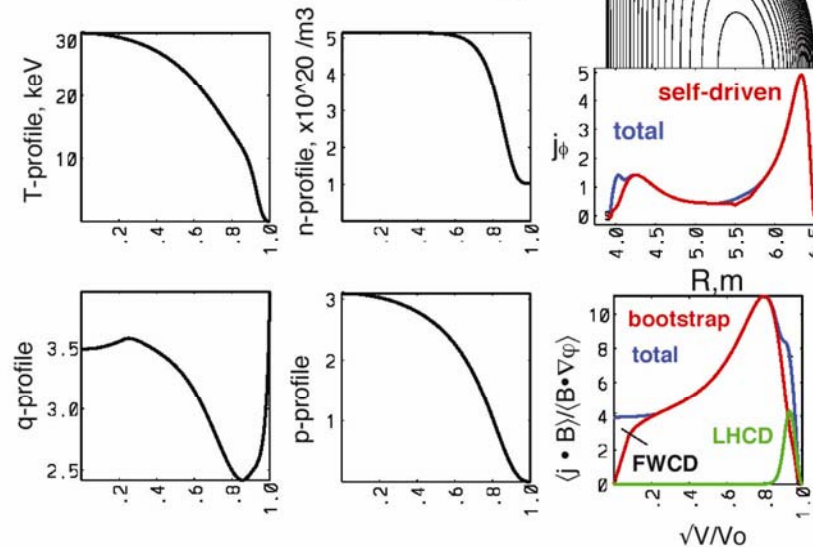 T-profile, keV
30
20
10
.2 .4 .6 .8 1.0
n-profile, x10^20 /m3
5
4
3
2
1
.2 .4 .6 .8 1.0
jϕ
5
4
3
2
1
0
self-driven
total
4.0 4.5 5.0 5.5 6.0 6.5
R,m
q-profile
3.5
3.0
2.5
.2 .4 .6 .8 1.0
p-profile
3
2
1
.2 .4 .6 .8 1.0
⟨j • B⟩/⟨B•∇φ⟩
10
8
6
4
2
0
bootstrap
total
LHCD
FWCD
.2 .4 .6 .8 1.0
√V/Vo